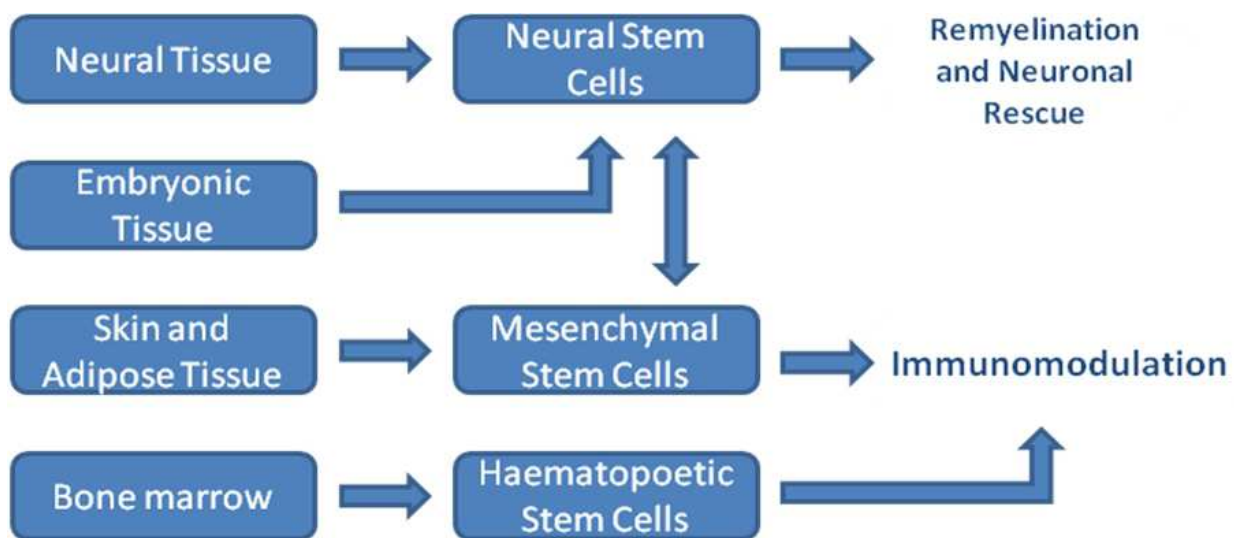 Neural Tissue
Neural Stem
Cells
Remyelination
and Neuronal
Rescue
Embryonic
Tissue
Skin and
Adipose Tissue
Mesenchymal
Stem Cells
Immunomodulation
Bone marrow
Haematopoetic
Stem Cells